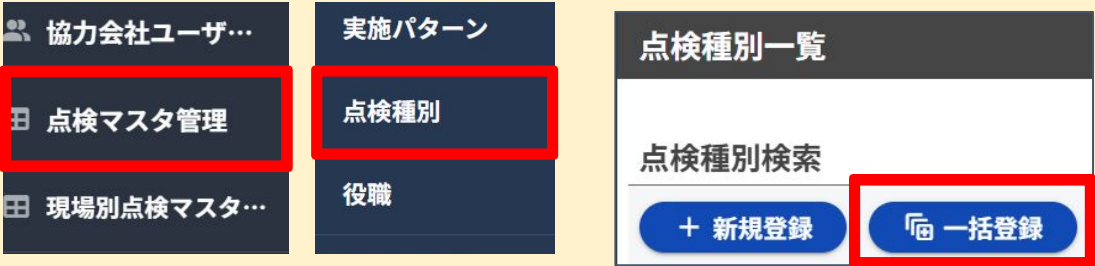 協力会社ユーザ…
点検マスタ管理
現場別点検マスタ…
実施パターン
点検種別
役職
点検種別一覧
点検種別検索
+ 新規登録
一括登録